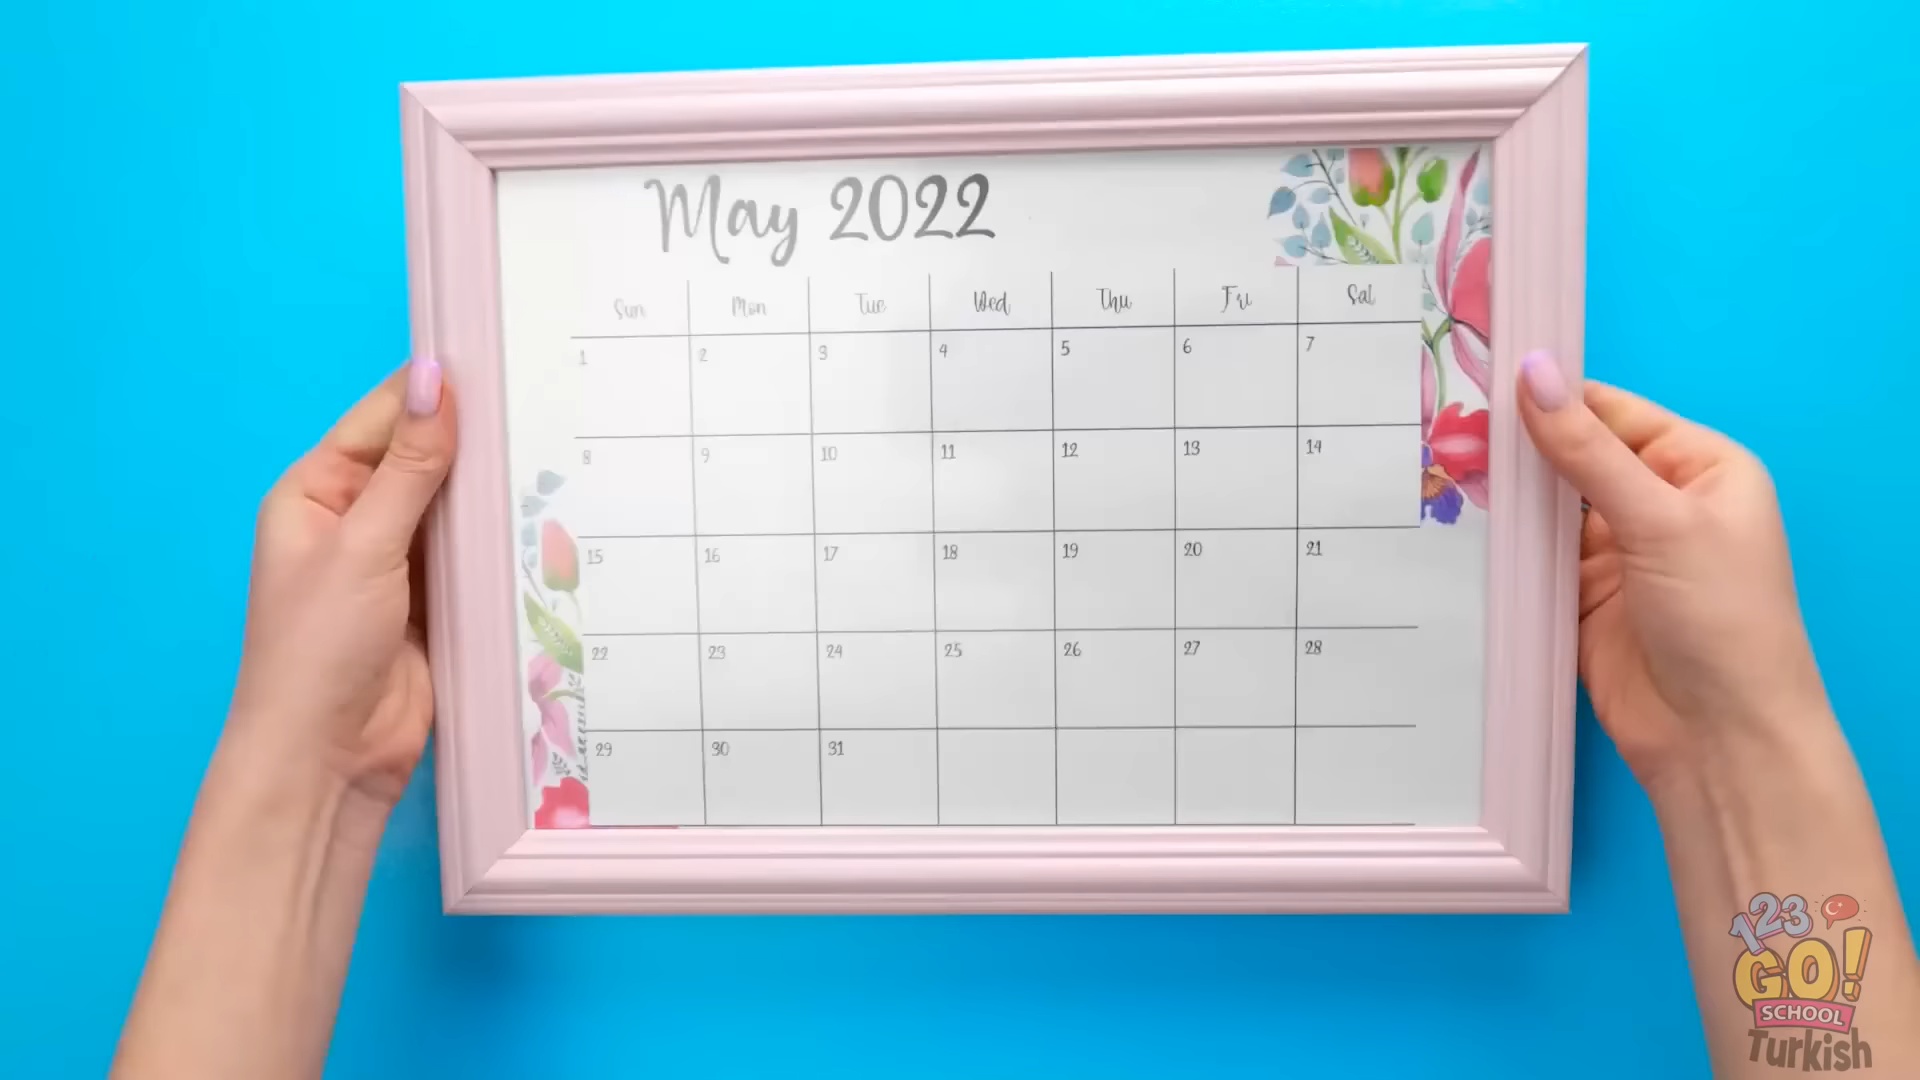 May 2022
Sun Mon Tue Wed Thu Fri Sat
1 2 3 4 5 6 7
8 9 10 11 12 13 14
15 16 17 18 19 20 21
22 23 24 25 26 27 28
29 30 31
123
GO!
SCHOOL
Turkish